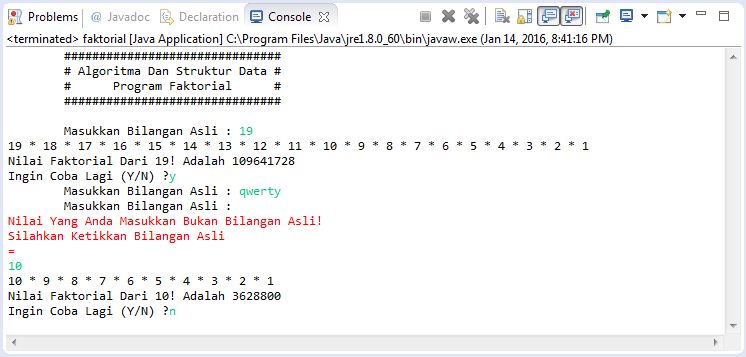 Problems @ Javadoc Declaration Console
<terminated> faktorial [Java Application] C:\Program Files\Java\jre1.8.0_60\bin\javaw.exe (Jan 14, 2016, 8:41:16 PM)
###############################
# Algoritma Dan Struktur Data #
# Program Faktorial #
###############################
Masukkan Bilangan Asli : 19
19 * 18 * 17 * 16 * 15 * 14 * 13 * 12 * 11 * 10 * 9 * 8 * 7 * 6 * 5 * 4 * 3 * 2 * 1
Nilai Faktorial Dari 19! Adalah 109641728
Ingin Coba Lagi (Y/N) ?y
Masukkan Bilangan Asli : qwerty
Masukkan Bilangan Asli :
Nilai Yang Anda Masukkan Bukan Bilangan Asli!
Silahkan Ketikkan Bilangan Asli
=
10
10 * 9 * 8 * 7 * 6 * 5 * 4 * 3 * 2 * 1
Nilai Faktorial Dari 10! Adalah 3628800
Ingin Coba Lagi (Y/N) ?n